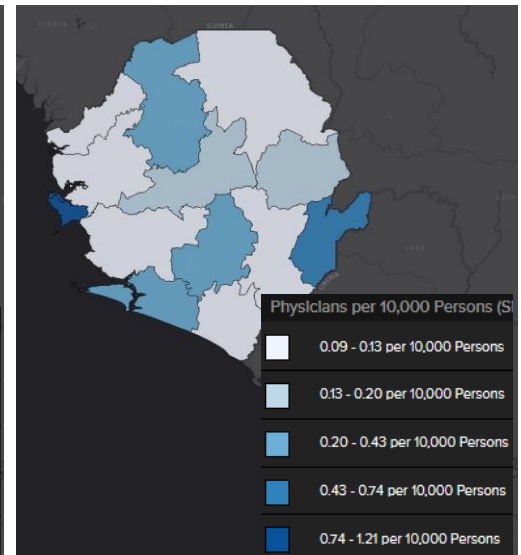 GUINEA
LIBERIA
Physicians per 10,000 Persons (Sl
0.09 - 0.13 per 10,000 Persons
0.13 - 0.20 per 10,000 Persons
0.20 - 0.43 per 10,000 Persons
0.43 - 0.74 per 10,000 Persons
0.74 - 1.21 per 10,000 Persons